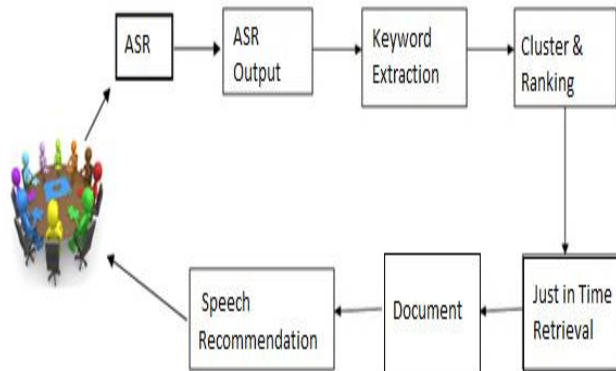 ASR
ASR
Output
Keyword
Extraction
Cluster &
Ranking
Just in Time
Retrieval
Document
Speech
Recommendation